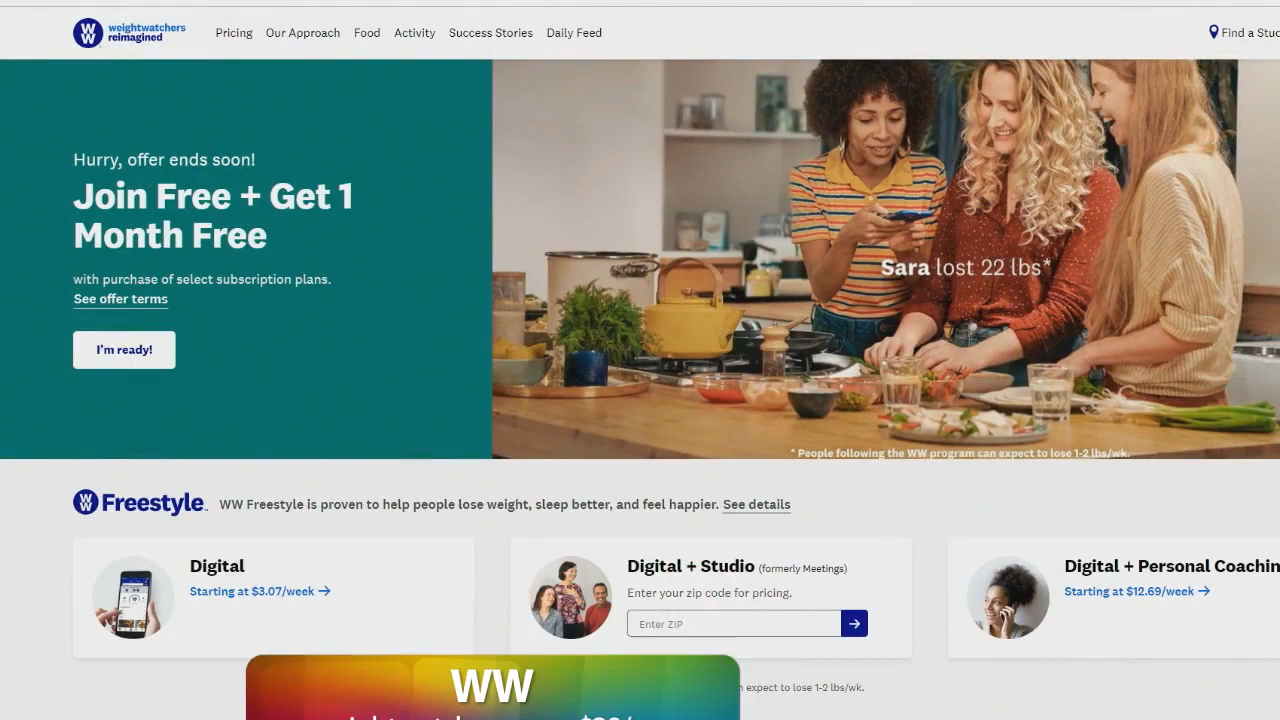 WW
weightwatchers
reimagined
Pricing
Our Approach
Food
Activity
Success Stories
Daily Feed
Find a
Hurry, offer ends soon!
Join Free + Get 1
Month Free
with purchase of select subscription plans.
See offer terms
I'm ready!
Sara lost 22 lbs*
* People following the WW program can expect to lose 1-2 lbs/wk.
WW Freestyle™
WW Freestyle is proven to help people lose weight, sleep better, and feel happier. See details
Digital
Starting at $3.07/week →
Digital + Studio (formerly Meetings)
Enter your zip code for pricing.
Enter ZIP
→
Digital + Personal
Starting at $12.69/week →
WW
expect to lose 1-2 lbs/wk.